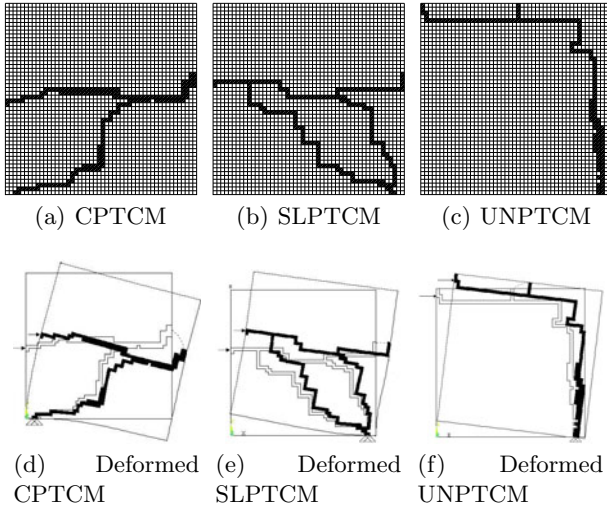 (a) CPTCM
(b) SLPTCM
(c) UNPTCM
(d) Deformed
CPTCM
(e) Deformed
SLPTCM
(f) Deformed
UNPTCM